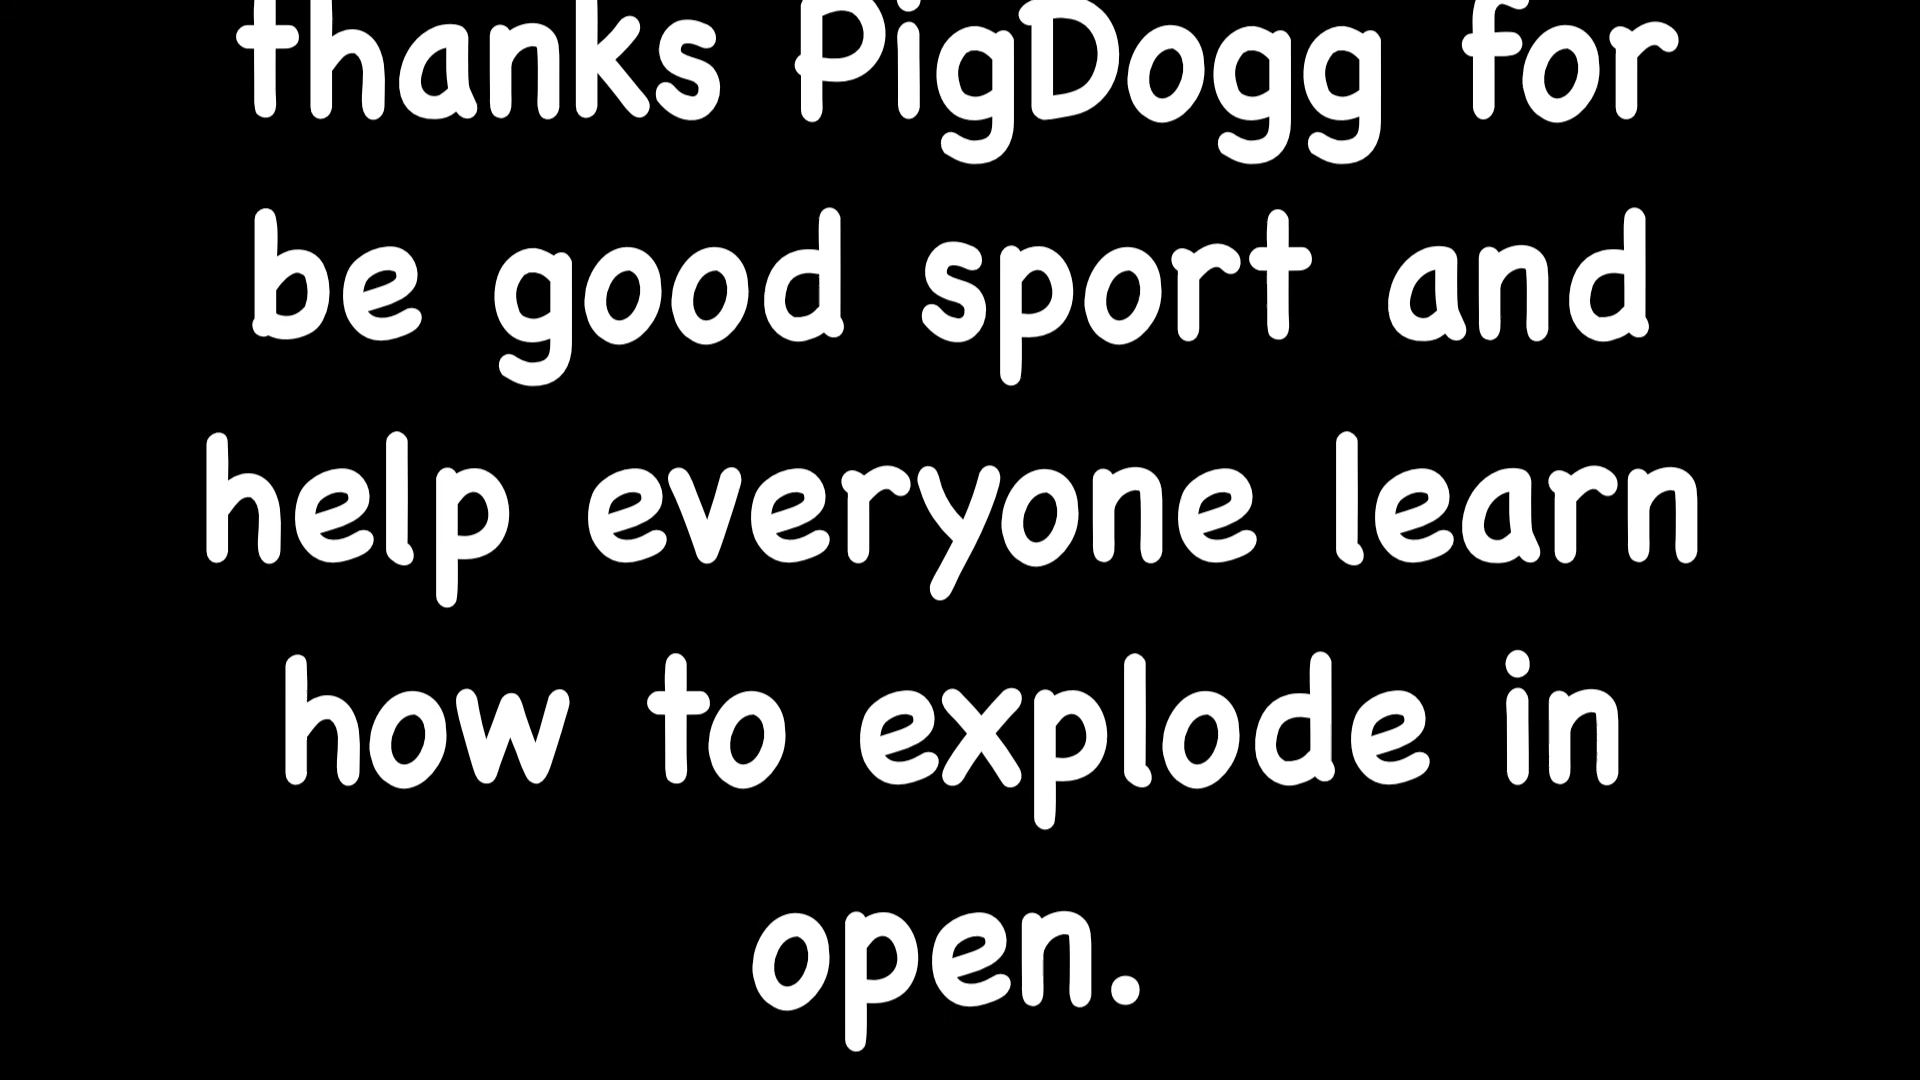 thanks PigDogg for
be good sport and
help everyone learn
how to explode in
open.